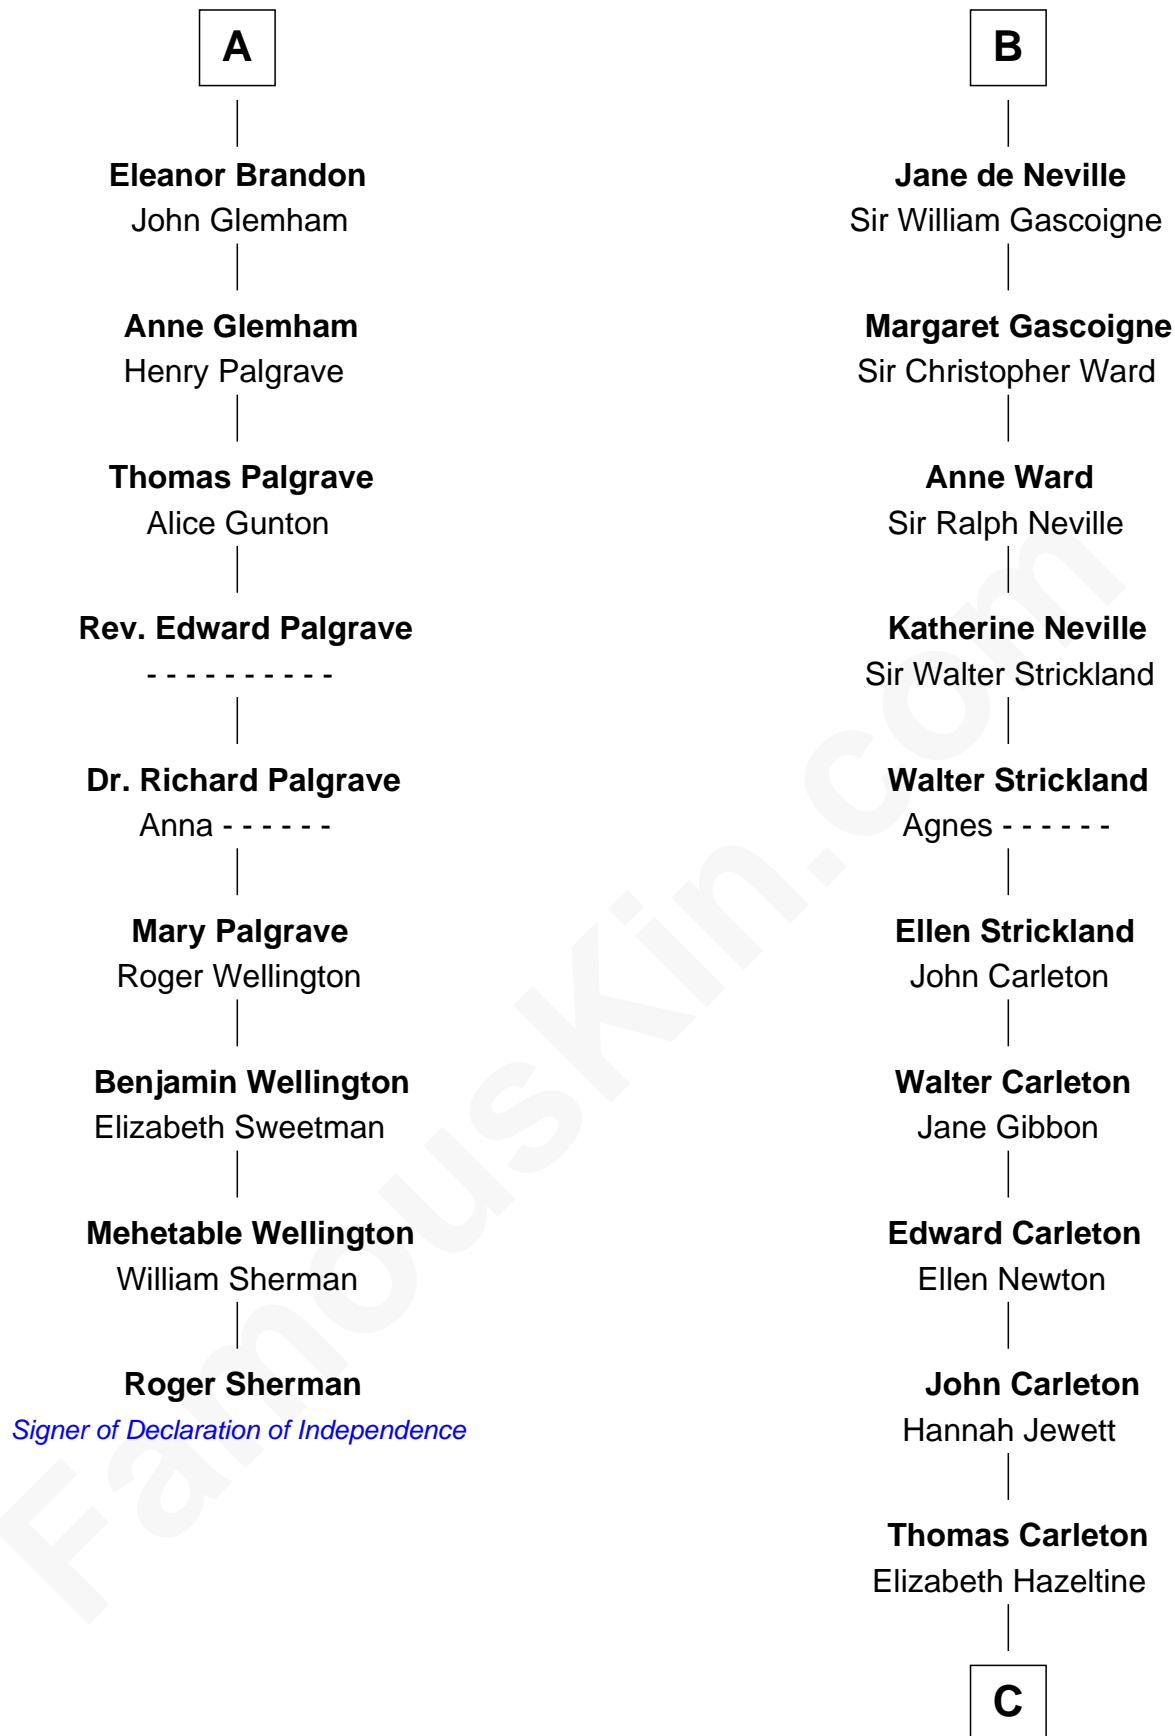 A
Eleanor Brandon
John Glemham
Anne Glemham
Henry Palgrave
Thomas Palgrave
Alice Gunton
Rev. Edward Palgrave
- - - - - - - - - -
Dr. Richard Palgrave
Anna - - - - - -
Mary Palgrave
Roger Wellington
Benjamin Wellington
Elizabeth Sweetman
Mehetable Wellington
William Sherman
Roger Sherman
Signer of Declaration of Independence
B
Jane de Neville
Sir William Gascoigne
Margaret Gascoigne
Sir Christopher Ward
Anne Ward
Sir Ralph Neville
Katherine Neville
Sir Walter Strickland
Walter Strickland
Agnes - - - - - -
Ellen Strickland
John Carleton
Walter Carleton
Jane Gibbon
Edward Carleton
Ellen Newton
John Carleton
Hannah Jewett
Thomas Carleton
Elizabeth Hazeltine
C
FamousKin.com